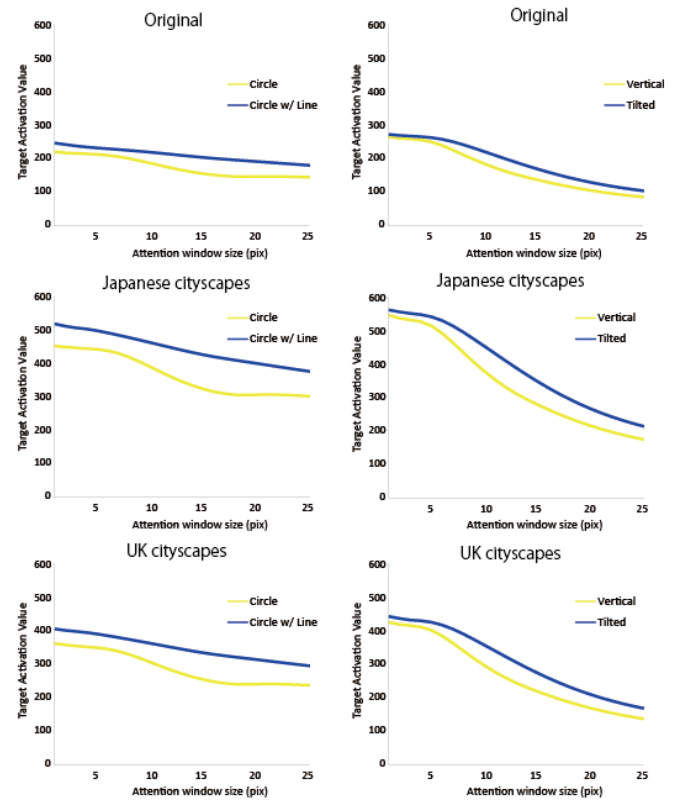 Original
Target Activation Value
600
500
400
300
200
100
0
Circle
Circle w/ Line
5 10 15 20 25
Attention window size (pix)
Original
Target Activation Value
600
500
400
300
200
100
0
Vertical
Tilted
5 10 15 20 25
Attention window size (pix)
Japanese cityscapes
Target Activation Value
600
500
400
300
200
100
0
Circle
Circle w/ Line
5 10 15 20 25
Attention window size (pix)
Japanese cityscapes
Target Activation Value
600
500
400
300
200
100
0
Vertical
Tilted
5 10 15 20 25
Attention window size (pix)
UK cityscapes
Target Activation Value
600
500
400
300
200
100
0
Circle
Circle w/ Line
5 10 15 20 25
Attention window size (pix)
UK cityscapes
Target Activation Value
600
500
400
300
200
100
0
Vertical
Tilted
5 10 15 20 25
Attention window size (pix)